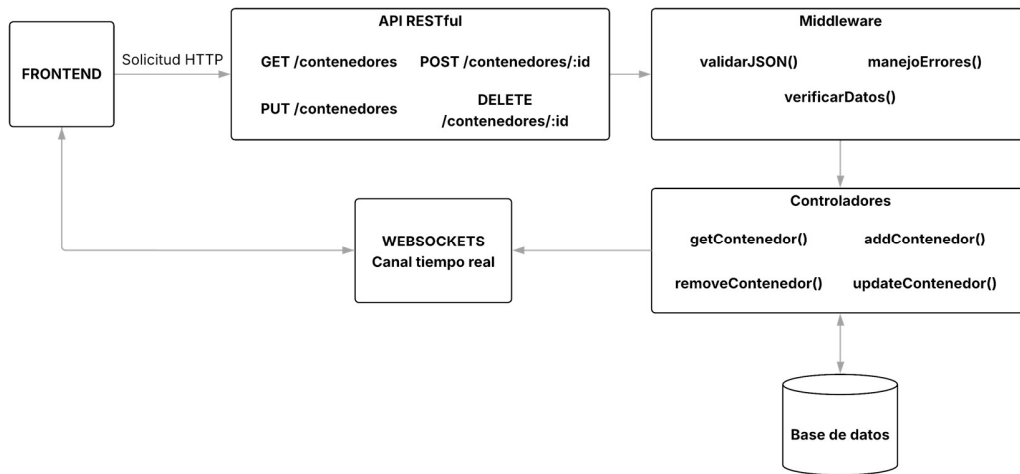 FRONTEND
Solicitud HTTP
API RESTful
GET /contenedores
POST /contenedores/:id
PUT /contenedores
DELETE
/contenedores/:id
Middleware
validarJSON()
manejoErrores()
verificarDatos()
Controladores
getContenedor()
addContenedor()
removeContenedor()
updateContenedor()
WEBSOCKETS
Canal tiempo real
Base de datos